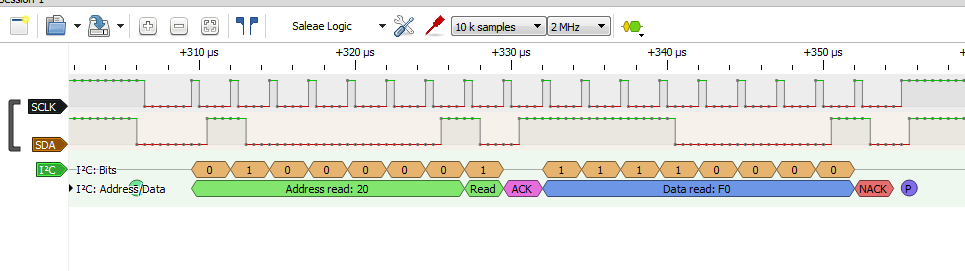 Session 1
Saleae Logic 10 k samples 2 MHz
+310 µs +320 µs +330 µs +340 µs +350 µs
SCLK
SDA
I²C I²C: Bits 0 1 0 0 0 0 0 1 1 1 1 1 0 0 0 0
I²C: Address/Data Address read: 20 Read ACK Data read: F0 NACK P